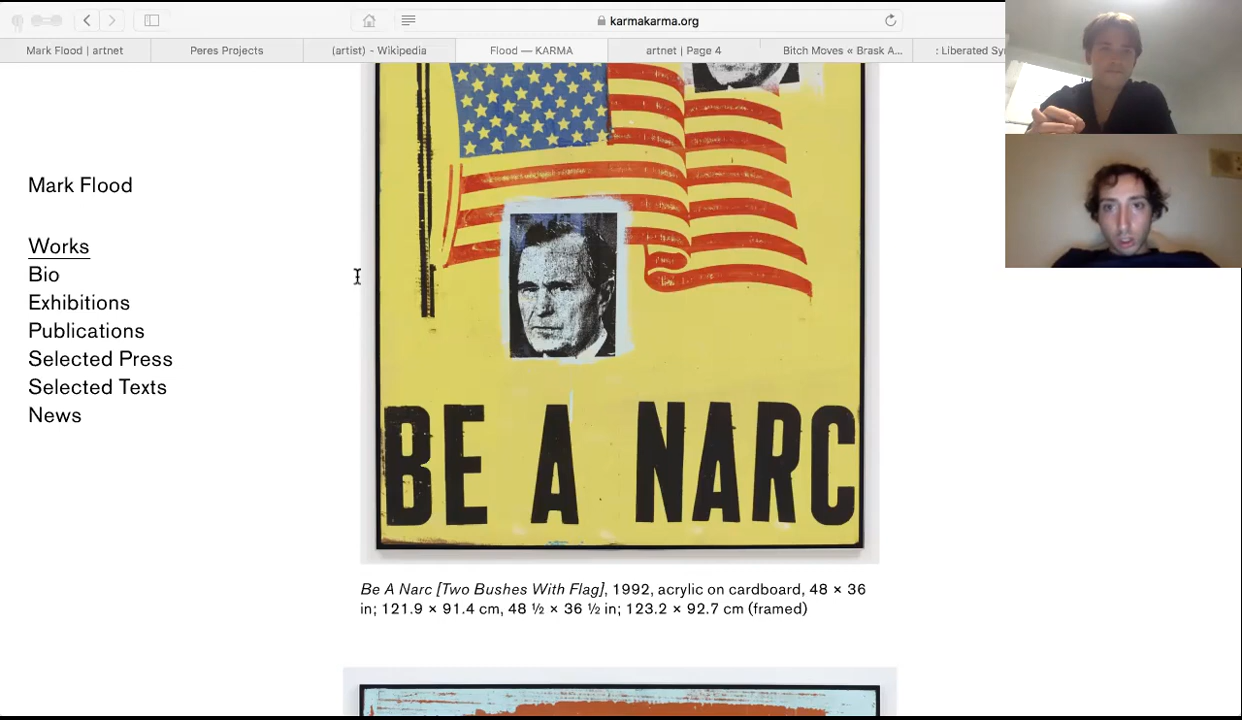 karmakarma.org
Mark Flood | artnet
Peres Projects
(artist) - Wikipedia
Flood — KARMA
artnet | Page 4
Bitch Moves « Brask A...
: Liberated Sy
Mark Flood
Works
Bio
Exhibitions
Publications
Selected Press
Selected Texts
News
BE A NARC
Be A Narc [Two Bushes With Flag], 1992, acrylic on cardboard, 48 × 36
in; 121.9 × 91.4 cm, 48 ½ × 36 ½ in; 123.2 × 92.7 cm (framed)